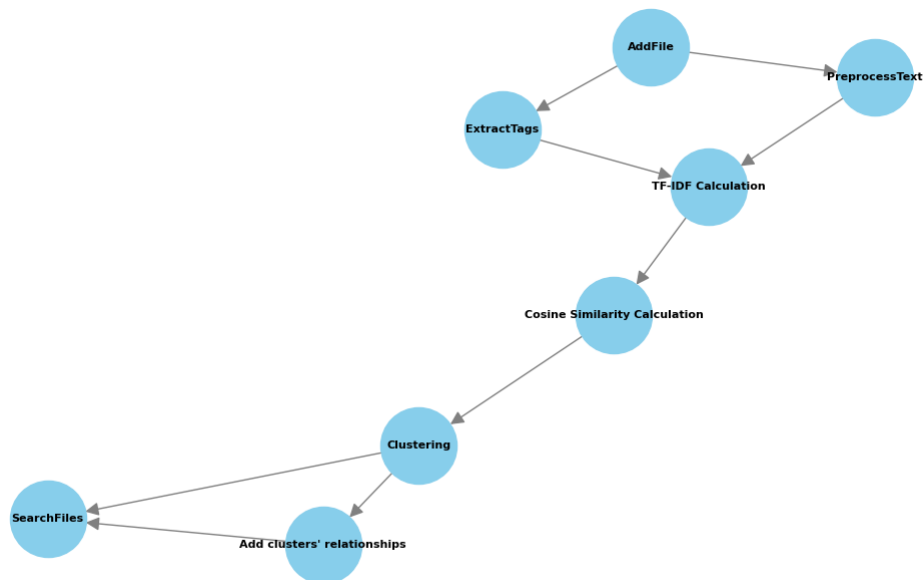 AddFile
PreprocessText
ExtractTags
TF-IDF Calculation
Cosine Similarity Calculation
Clustering
SearchFiles
Add clusters' relationships